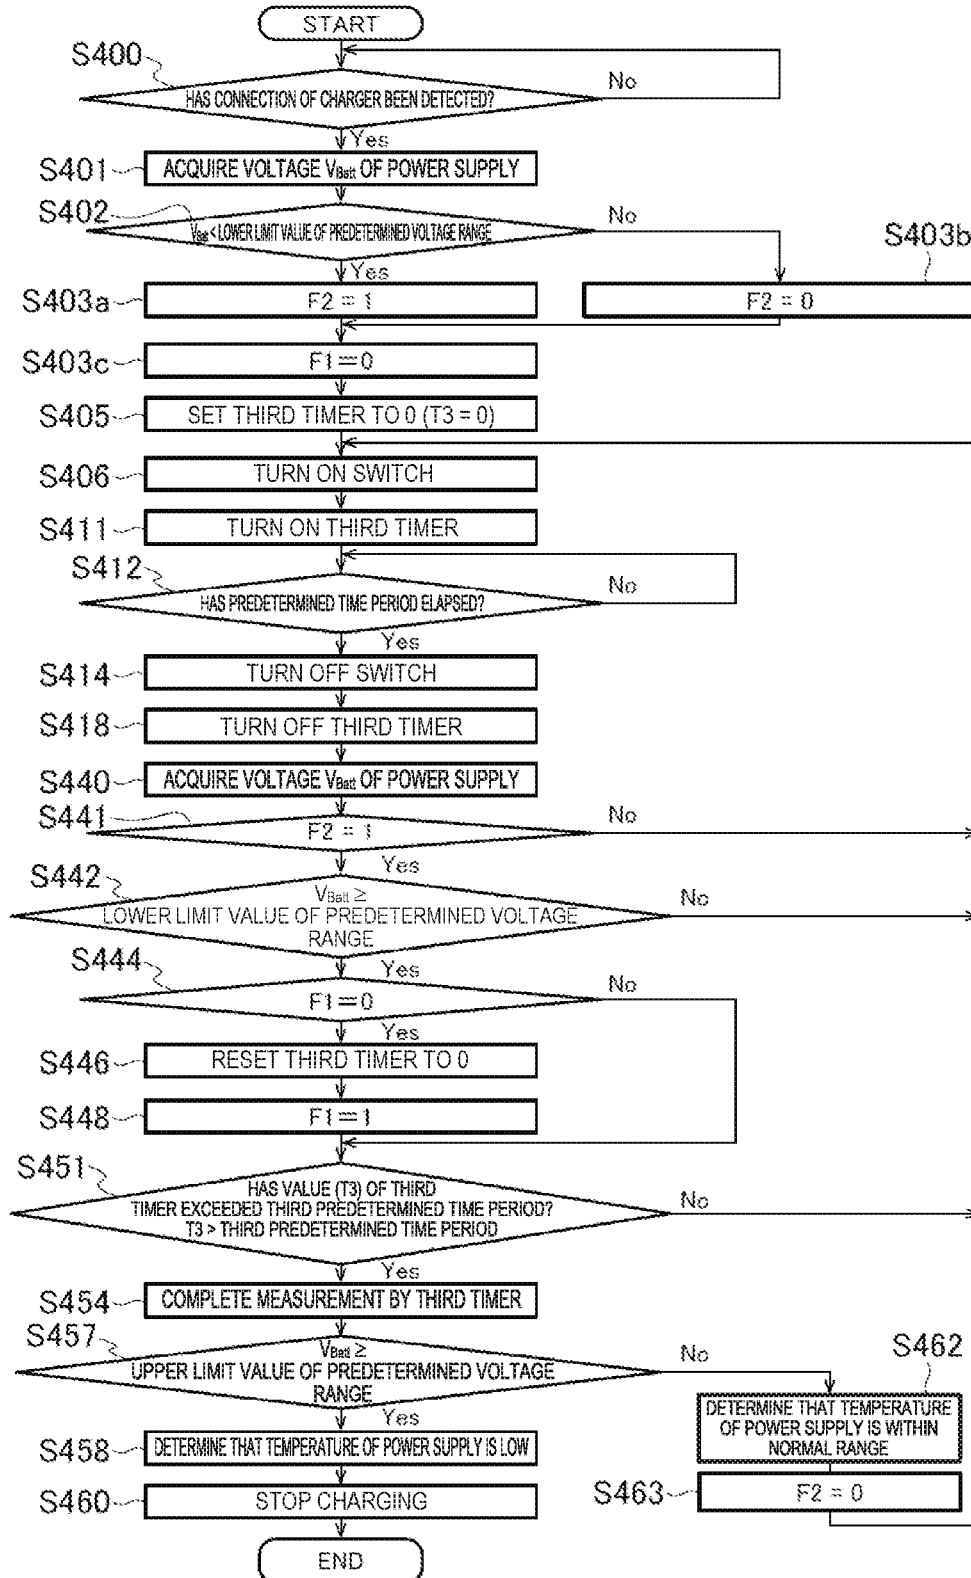 START
S400
HAS CONNECTION OF CHARGER BEEN DETECTED?
No
Yes
S401
ACQUIRE VOLTAGE VBatt OF POWER SUPPLY
S402
VBatt < LOWER LIMIT VALUE OF PREDETERMINED VOLTAGE RANGE
No
Yes
S403a
F2 = 1
S403b
F2 = 0
S403c
F1=0
S405
SET THIRD TIMER TO 0 (T3 = 0)
S406
TURN ON SWITCH
S411
TURN ON THIRD TIMER
S412
HAS PREDETERMINED TIME PERIOD ELAPSED?
No
Yes
S414
TURN OFF SWITCH
S418
TURN OFF THIRD TIMER
S440
ACQUIRE VOLTAGE VBatt OF POWER SUPPLY
S441
F2 = 1
No
Yes
S442
VBatt ≥
LOWER LIMIT VALUE OF PREDETERMINED VOLTAGE
RANGE
No
Yes
S444
F1=0
No
Yes
S446
RESET THIRD TIMER TO 0
S448
F1=1
S451
HAS VALUE (T3) OF THIRD
TIMER EXCEEDED THIRD PREDETERMINED TIME PERIOD?
T3 > THIRD PREDETERMINED TIME PERIOD
No
Yes
S454
COMPLETE MEASUREMENT BY THIRD TIMER
S457
VBatt ≥
UPPER LIMIT VALUE OF PREDETERMINED VOLTAGE
RANGE
No
Yes
S462
DETERMINE THAT TEMPERATURE
OF POWER SUPPLY IS WITHIN
NORMAL RANGE
S458
DETERMINE THAT TEMPERATURE OF POWER SUPPLY IS LOW
S463
F2 = 0
S460
STOP CHARGING
END